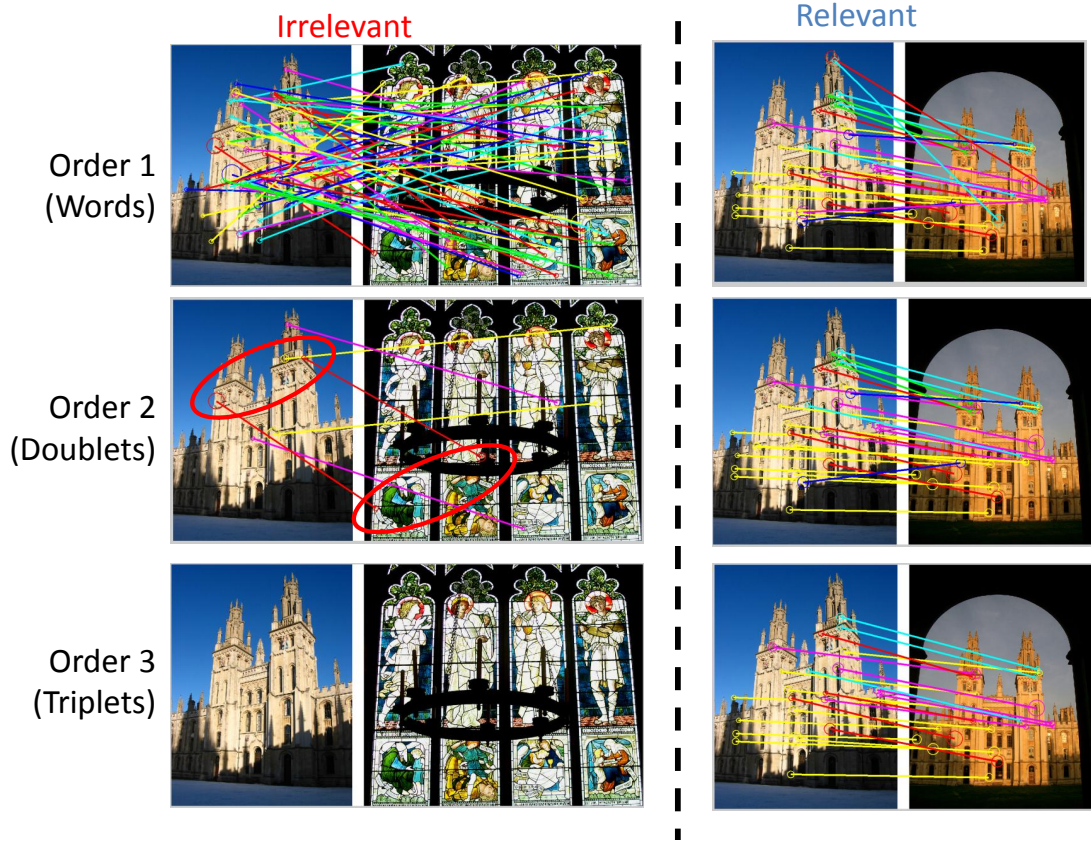 Irrelevant
Relevant
Order 1
(Words)
Order 2
(Doublets)
Order 3
(Triplets)